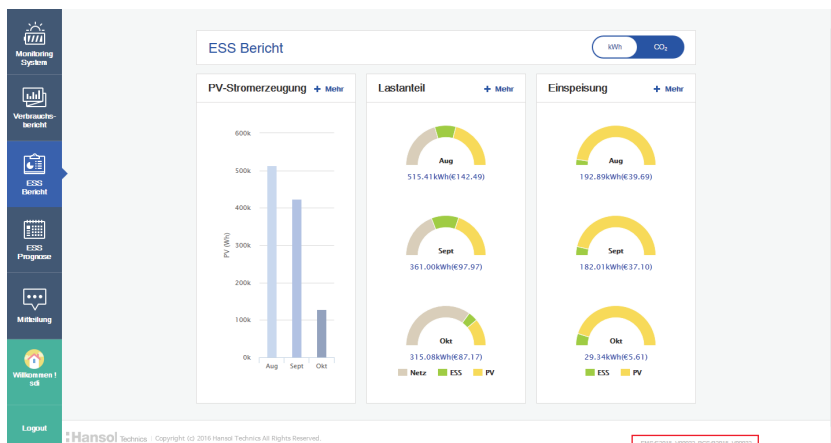 Monitoring
System
Verbrauchs-
bericht
ESS
Bericht
ESS
Prognose
Mitteilung
Willkommen !
sdi
Logout
ESS Bericht
kWh
CO₂
PV-Stromerzeugung
+ Mehr
600k
500k
400k
300k
200k
100k
0k
PV (Wh)
Aug
Sept
Okt
Lastanteil
+ Mehr
Aug
515.41kWh(€142.49)
Sept
361.00kWh(€97.97)
Okt
315.08kWh(€87.17)
Netz
ESS
PV
Einspeisung
+ Mehr
Aug
192.89kWh(€39.69)
Sept
182.01kWh(€37.10)
Okt
29.34kWh(€5.61)
ESS
PV
Hansol Technics
Copyright (c) 2016 Hansol Technics All Rights Reserved.